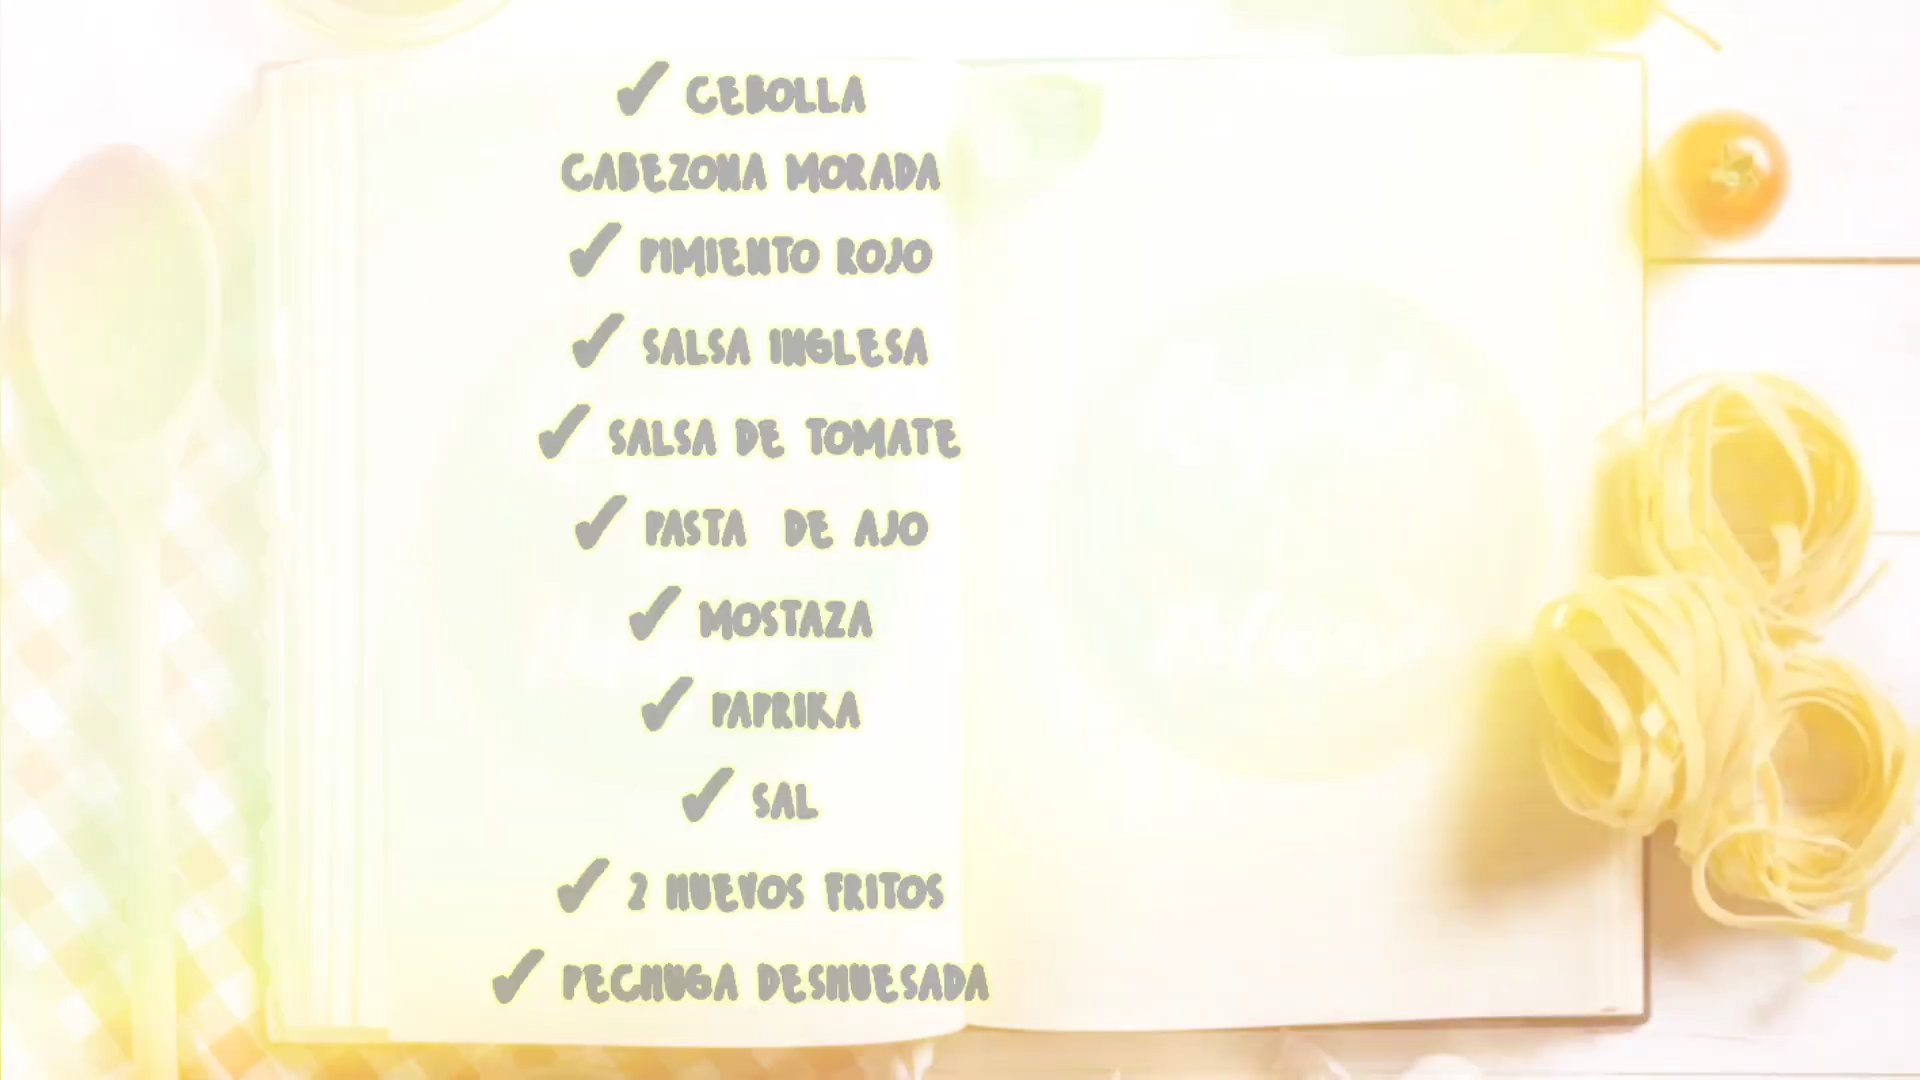 ✔ CEBOLLA
CABEZONA MORADA
✔ PIMIENTO ROJO
✔ SALSA INGLESA
✔ SALSA DE TOMATE
✔ PASTA DE AJO
✔ MOSTAZA
✔ PAPRIKA
✔ SAL
✔ 2 HUEVOS FRITOS
✔ PECHUGA DESHUESADA